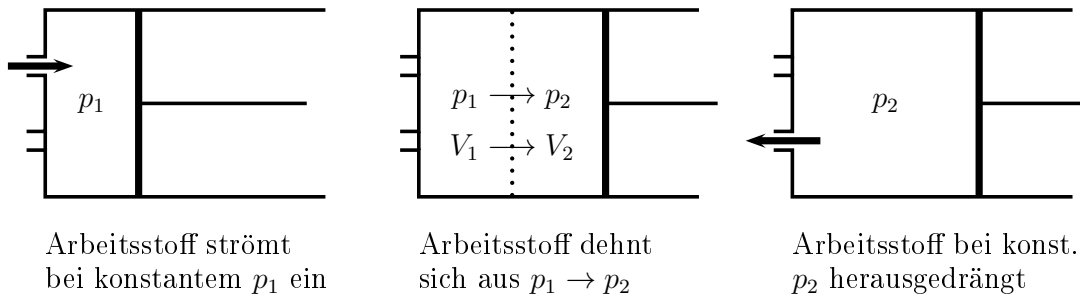 p₁
p₁ → p₂
V₁ → V₂
p₂
Arbeitsstoff strömt
bei konstantem p₁ ein
Arbeitsstoff dehnt
sich aus p₁ → p₂
Arbeitsstoff bei konst.
p₂ herausgedrängt